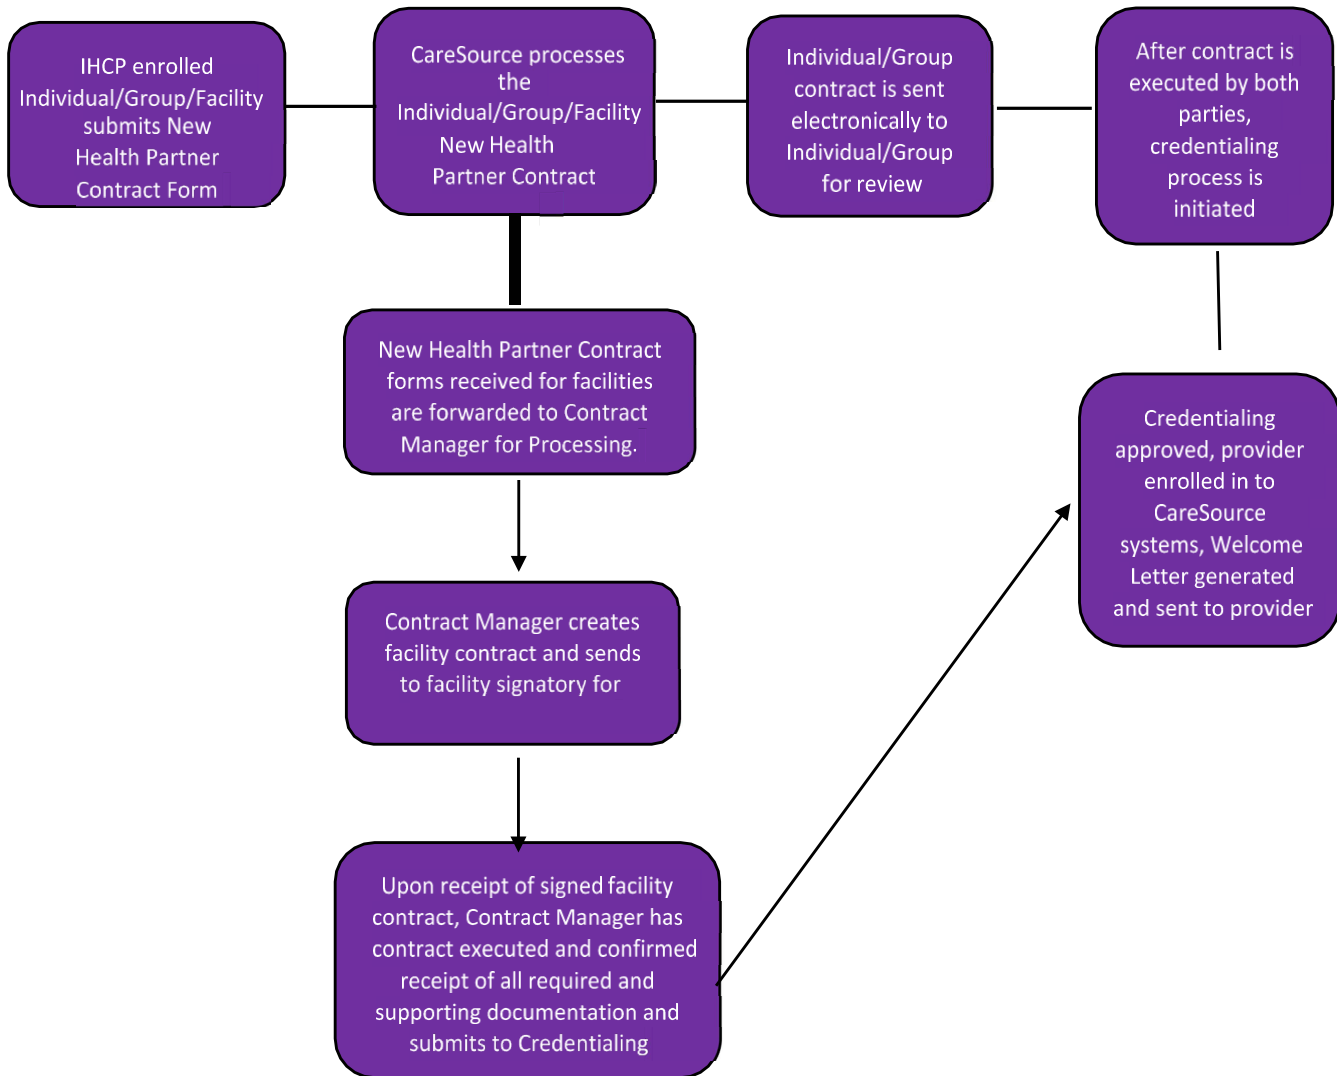 IHCP enrolled
Individual/Group/Facility
submits New
Health Partner
Contract Form
CareSource processes
the
Individual/Group/Facility
New Health
Partner Contract
Individual/Group
contract is sent
electronically to
Individual/Group
for review
After contract is
executed by both
parties,
credentialing
process is
initiated
New Health Partner Contract
forms received for facilities
are forwarded to Contract
Manager for Processing.
Credentialing
approved, provider
enrolled in to
CareSource
systems, Welcome
Letter generated
and sent to provider
Contract Manager creates
facility contract and sends
to facility signatory for
Upon receipt of signed facility
contract, Contract Manager has
contract executed and confirmed
receipt of all required and
supporting documentation and
submits to Credentialing